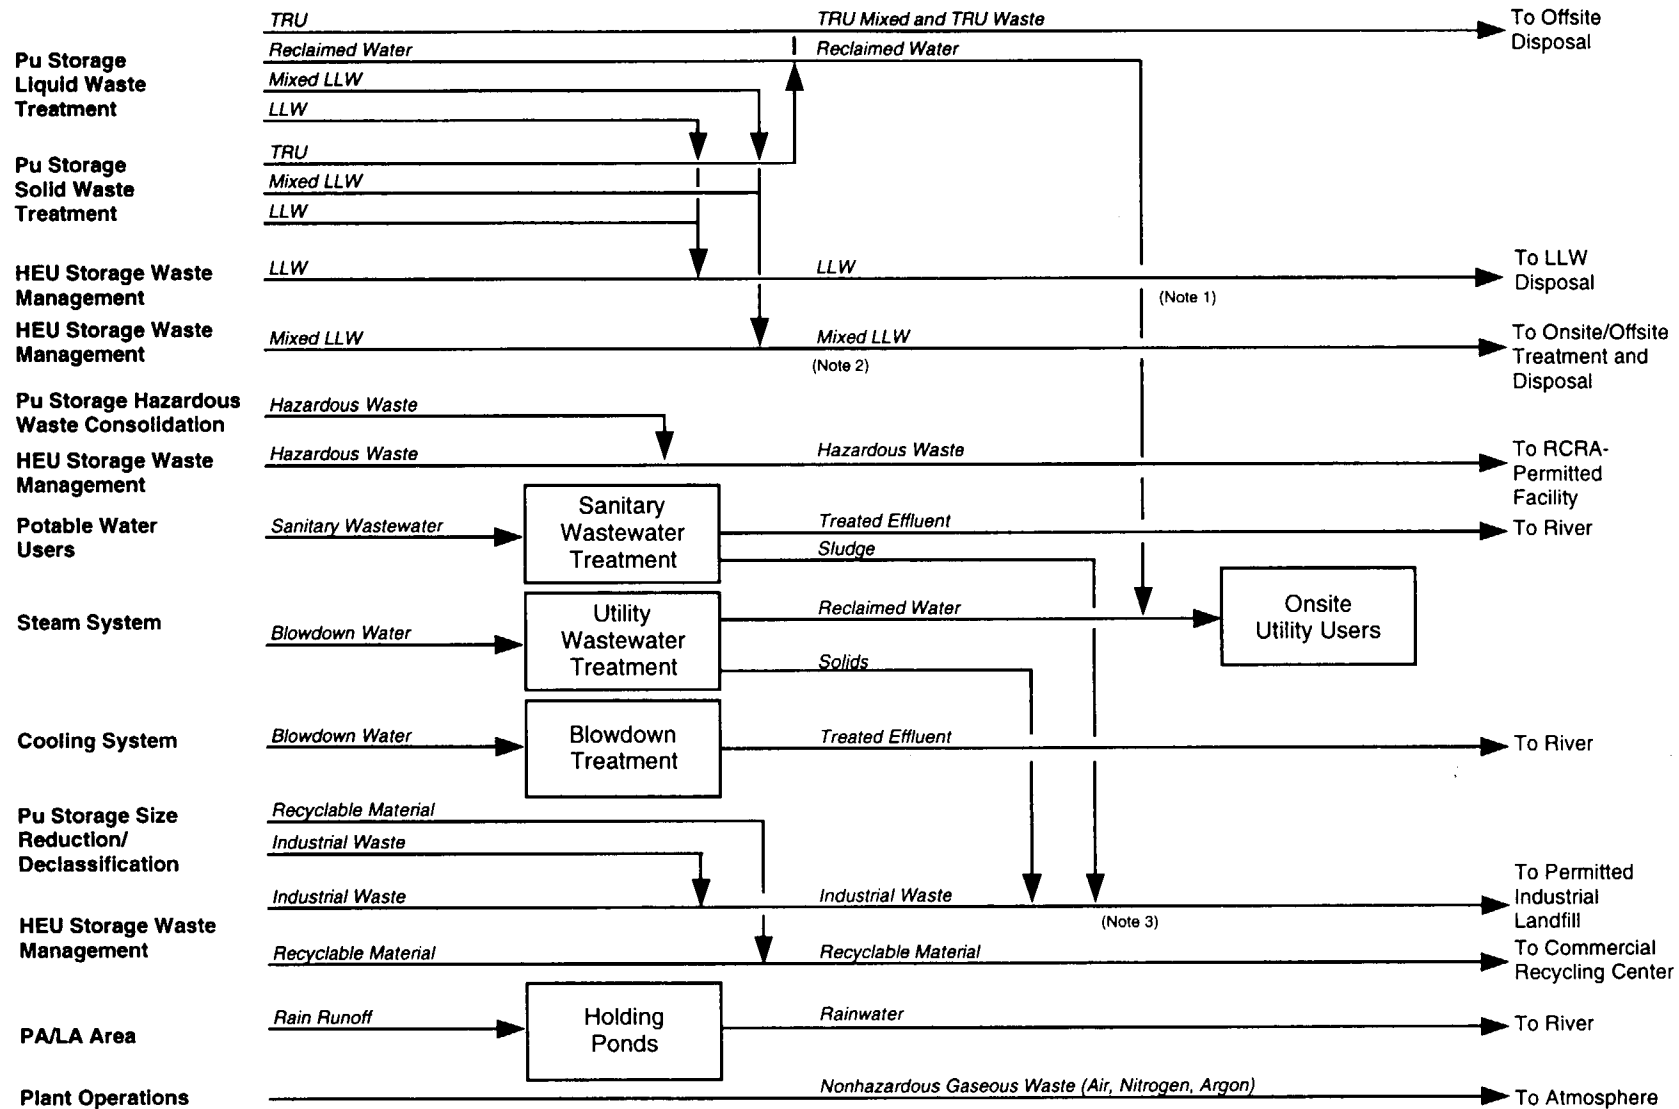 TRU
TRU Mixed and TRU Waste
To Offsite
Disposal
Pu Storage
Liquid Waste
Treatment
Reclaimed Water
Reclaimed Water
Mixed LLW
LLW
Pu Storage
Solid Waste
Treatment
TRU
Mixed LLW
LLW
HEU Storage Waste
Management
LLW
LLW
(Note 1)
To LLW
Disposal
HEU Storage Waste
Management
Mixed LLW
Mixed LLW
(Note 2)
To Onsite/Offsite
Treatment and
Disposal
Pu Storage Hazardous
Waste Consolidation
Hazardous Waste
HEU Storage Waste
Management
Hazardous Waste
Hazardous Waste
To RCRA-
Permitted
Facility
Potable Water
Users
Sanitary Wastewater
Sanitary
Wastewater
Treatment
Treated Effluent
Sludge
To River
Steam System
Blowdown Water
Utility
Wastewater
Treatment
Reclaimed Water
Solids
Onsite
Utility Users
Cooling System
Blowdown Water
Blowdown
Treatment
Treated Effluent
To River
Pu Storage Size
Reduction/
Declassification
Recyclable Material
Industrial Waste
HEU Storage Waste
Management
Industrial Waste
Industrial Waste
(Note 3)
To Permitted
Industrial
Landfill
Recyclable Material
Recyclable Material
To Commercial
Recycling Center
PA/LA Area
Rain Runoff
Holding
Ponds
Rainwater
To River
Plant Operations
Nonhazardous Gaseous Waste (Air, Nitrogen, Argon)
To Atmosphere